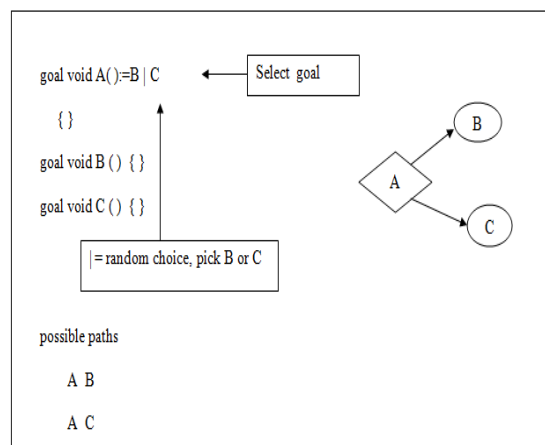 goal void A( ):=B | C
Select goal
{ }
goal void B ( ) { }
goal void C ( ) { }
| = random choice, pick B or C
A
B
C
possible paths
A B
A C